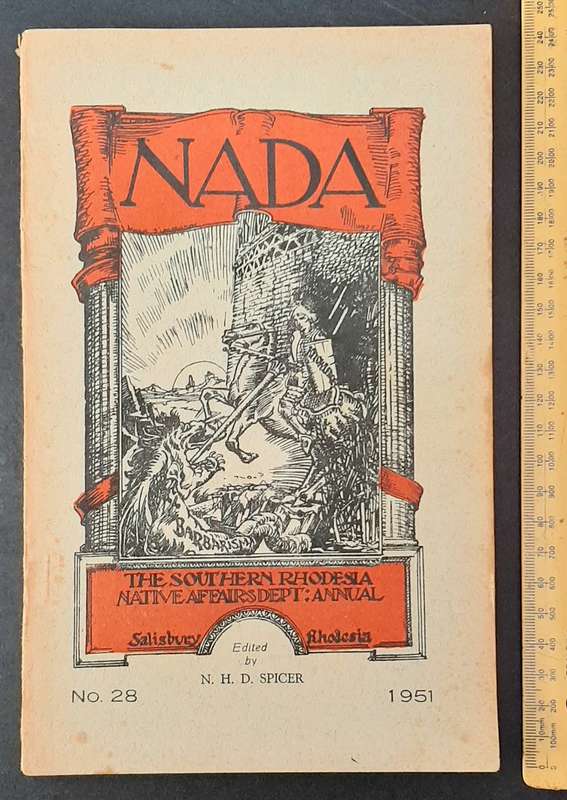 NADA
BARBARISM
THE SOUTHERN RHODESIA
NATIVE AFFAIRS DEPT: ANNUAL
Salisbury Rhodesia
Edited
by
N. H. D. SPICER
No. 28 1951